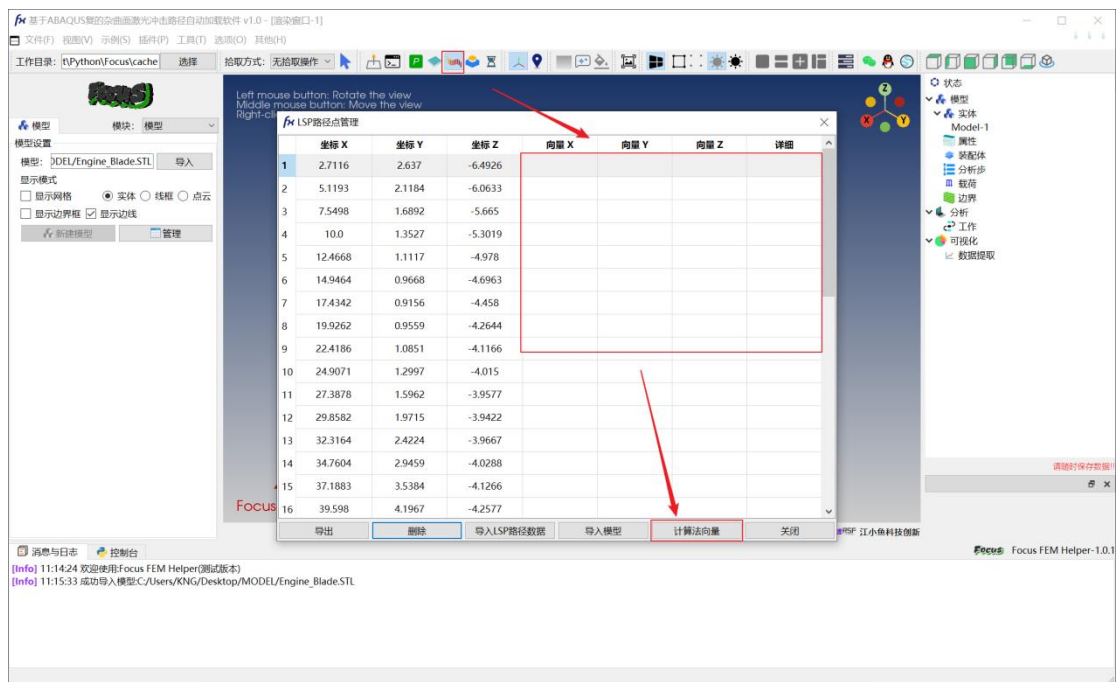 基于ABAQUS复的杂曲面激光冲击路径自动加载软件 v1.0 - [渲染窗口-1]
文件(F) 视图(V) 示例(S) 插件(P) 工具(T) 选项(O) 其他(H)
工作目录: t\Python\Focus\cache 选择 拾取方式: 无拾取操作
Focus
模型 模块: 模型
模型设置
模型: DDEL/Engine_Blade.STL 导入
显示模式
显示网格 实体 线框 点云
显示边界框 显示边线
新建模型 管理
Left mouse button: Rotate the view
Middle mouse button: Move the view
Right-cli
Z
X Y
LSP路径点管理
坐标 X 坐标 Y 坐标 Z 向量 X 向量 Y 向量 Z 详细
1 2.7116 2.637 -6.4926
2 5.1193 2.1184 -6.0633
3 7.5498 1.6892 -5.665
4 10.0 1.3527 -5.3019
5 12.4668 1.1117 -4.978
6 14.9464 0.9668 -4.6963
7 17.4342 0.9156 -4.458
8 19.9262 0.9559 -4.2644
9 22.4186 1.0851 -4.1166
10 24.9071 1.2997 -4.015
11 27.3878 1.5962 -3.9577
12 29.8582 1.9715 -3.9422
13 32.3164 2.4224 -3.9667
14 34.7604 2.9459 -4.0288
15 37.1883 3.5384 -4.1266
16 39.598 4.1967 -4.2577
导出 删除 导入LSP路径数据 导入模型 计算法向量 关闭
Focus
江小鱼科技创新
状态
模型
实体
Model-1
属性
装配体
分析步
载荷
边界
分析
工作
可视化
数据提取
请随时保存数据!!
Focus Focus FEM Helper-1.0.1
消息与日志 控制台
[Info] 11:14:24 欢迎使用:Focus FEM Helper(测试版本)
[Info] 11:15:33 成功导入模型:C:/Users/KNG/Desktop/MODEL/Engine_Blade.STL